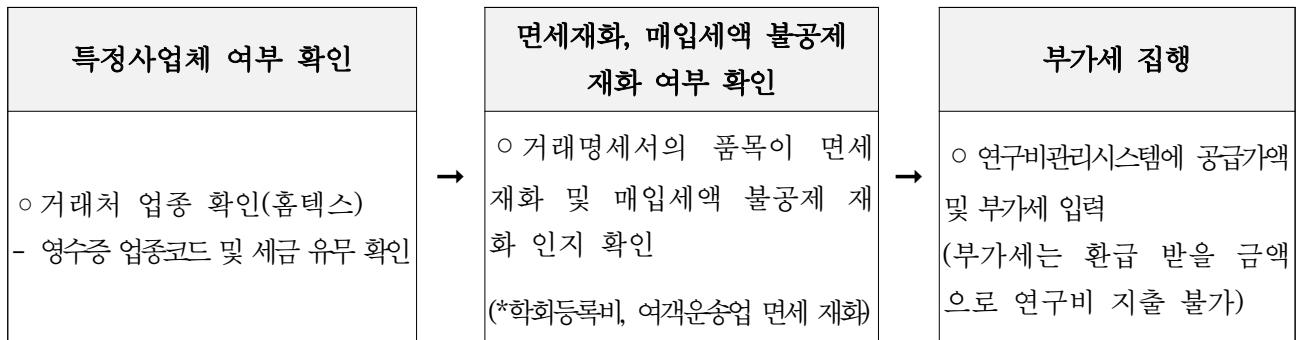 특정사업체 여부 확인
○ 거래처 업종 확인(홈텍스)
- 영수증 업종코드 및 세금 유무 확인
→
면세재화, 매입세액 불공제
재화 여부 확인
○ 거래명세서의 품목이 면세
재화 및 매입세액 불공제 재
화 인지 확인
(*학회등록비, 여객운송업 면세 재화)
→
부가세 집행
○ 연구비관리시스템에 공급가액
및 부가세 입력
(부가세는 환급 받을 금액
으로 연구비 지출 불가)